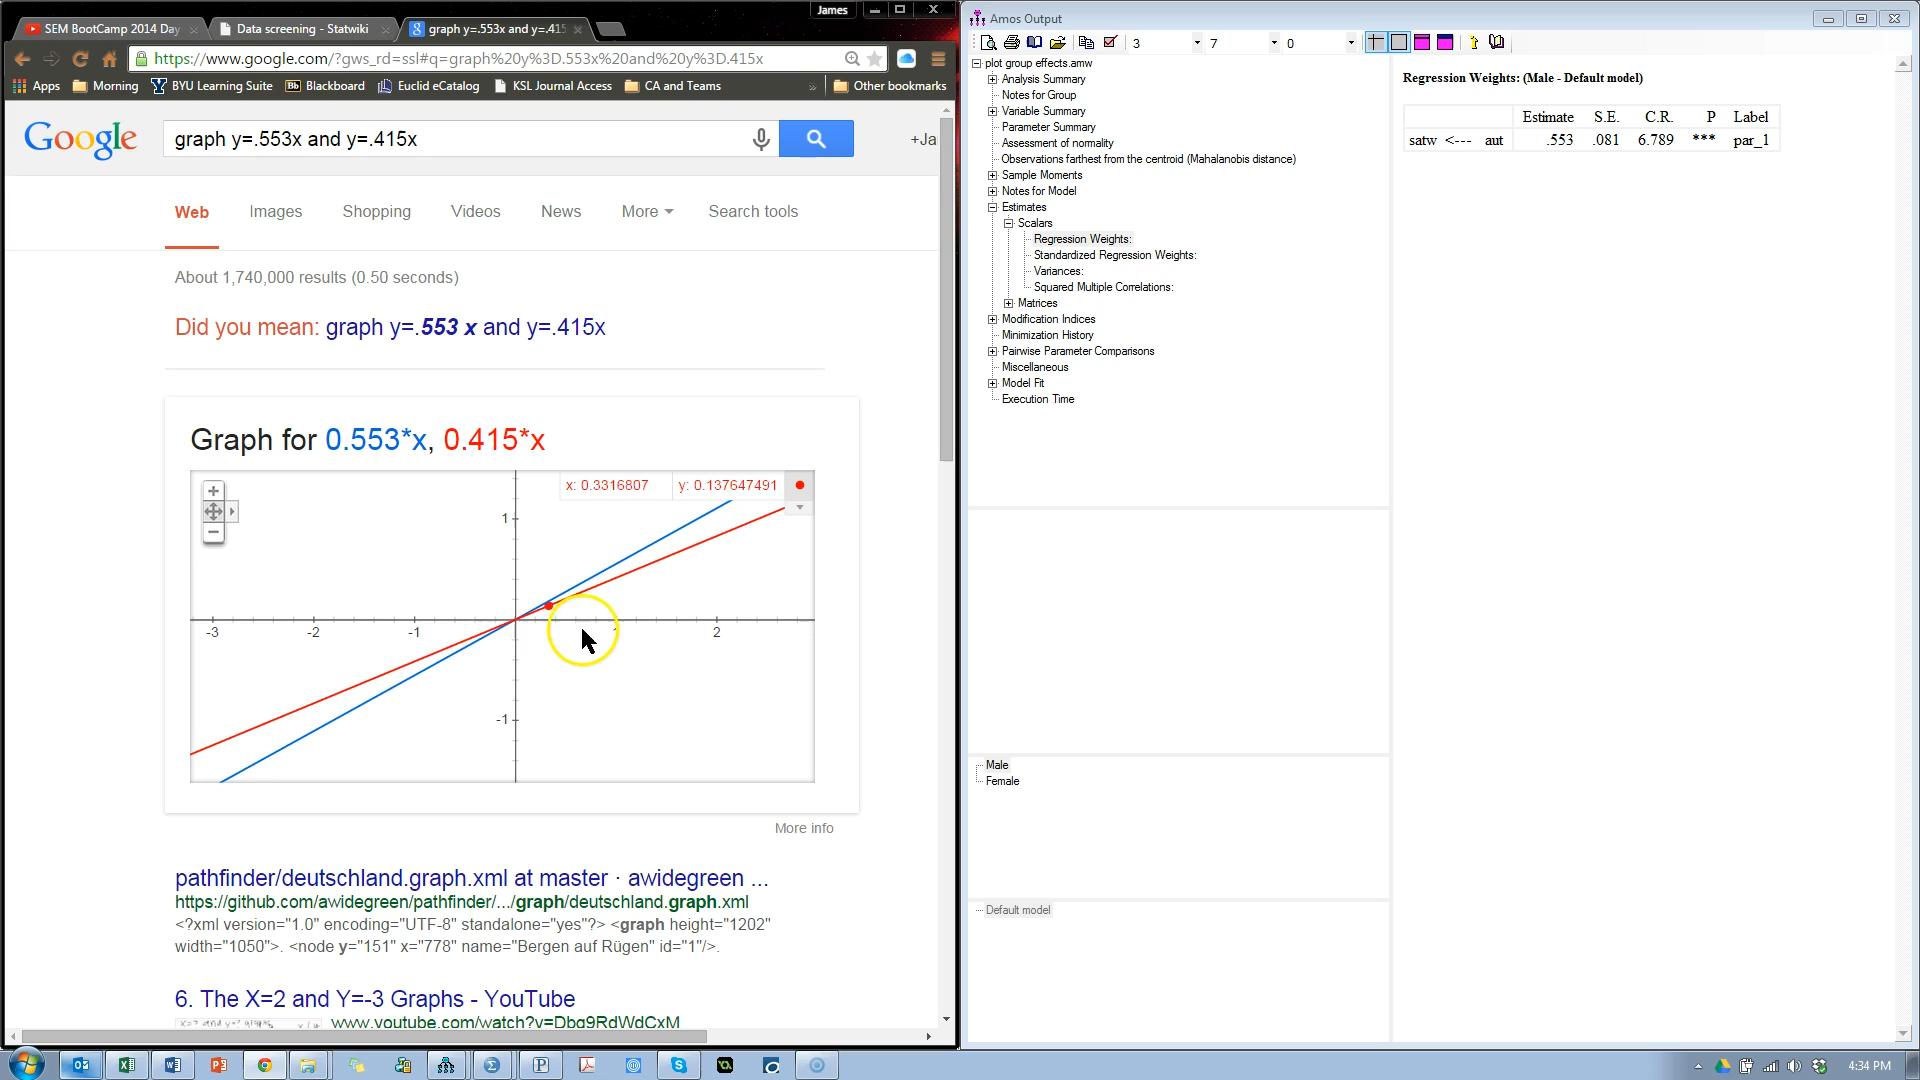 James
SEM BootCamp 2014 Day
Data screening - Statwiki
graph y=.553x and y=.415
https://www.google.com/?gws_rd=ssl#q=graph%20y%3D.553x%20and%20y%3D.415x
Apps
Morning
BYU Learning Suite
Bb Blackboard
Euclid eCatalog
KSL Journal Access
CA and Teams
»
Other bookmarks
Google
graph y=.553x and y=.415x
+Ja
Web
Images
Shopping
Videos
News
More
Search tools
About 1,740,000 results (0.50 seconds)
Did you mean: graph y=.553 x and y=.415x
Graph for 0.553*x, 0.415*x
x: 0.3316807
y: 0.137647491
1
-3
-2
-1
2
-1
More info
pathfinder/deutschland.graph.xml at master · awidegreen ...
https://github.com/awidegreen/pathfinder/.../graph/deutschland.graph.xml
<?xml version="1.0" encoding="UTF-8" standalone="yes"?> <graph height="1202"
width="1050">. <node y="151" x="778" name="Bergen auf Rügen" id="1"/>.
6. The X=2 and Y=-3 Graphs - YouTube
www.youtube.com/watch?v=Dbq9RdWdCxM
Amos Output
3
7
0
plot group effects.amw
Analysis Summary
Notes for Group
Variable Summary
Parameter Summary
Assessment of normality
Observations farthest from the centroid (Mahalanobis distance)
Sample Moments
Notes for Model
Estimates
Scalars
Regression Weights:
Standardized Regression Weights:
Variances:
Squared Multiple Correlations:
Matrices
Modification Indices
Minimization History
Pairwise Parameter Comparisons
Miscellaneous
Model Fit
Execution Time
Male
Female
Default model
Regression Weights: (Male - Default model)
Estimate S.E. C.R. P Label
satw <--- aut .553 .081 6.789 *** par_1
4:34 PM